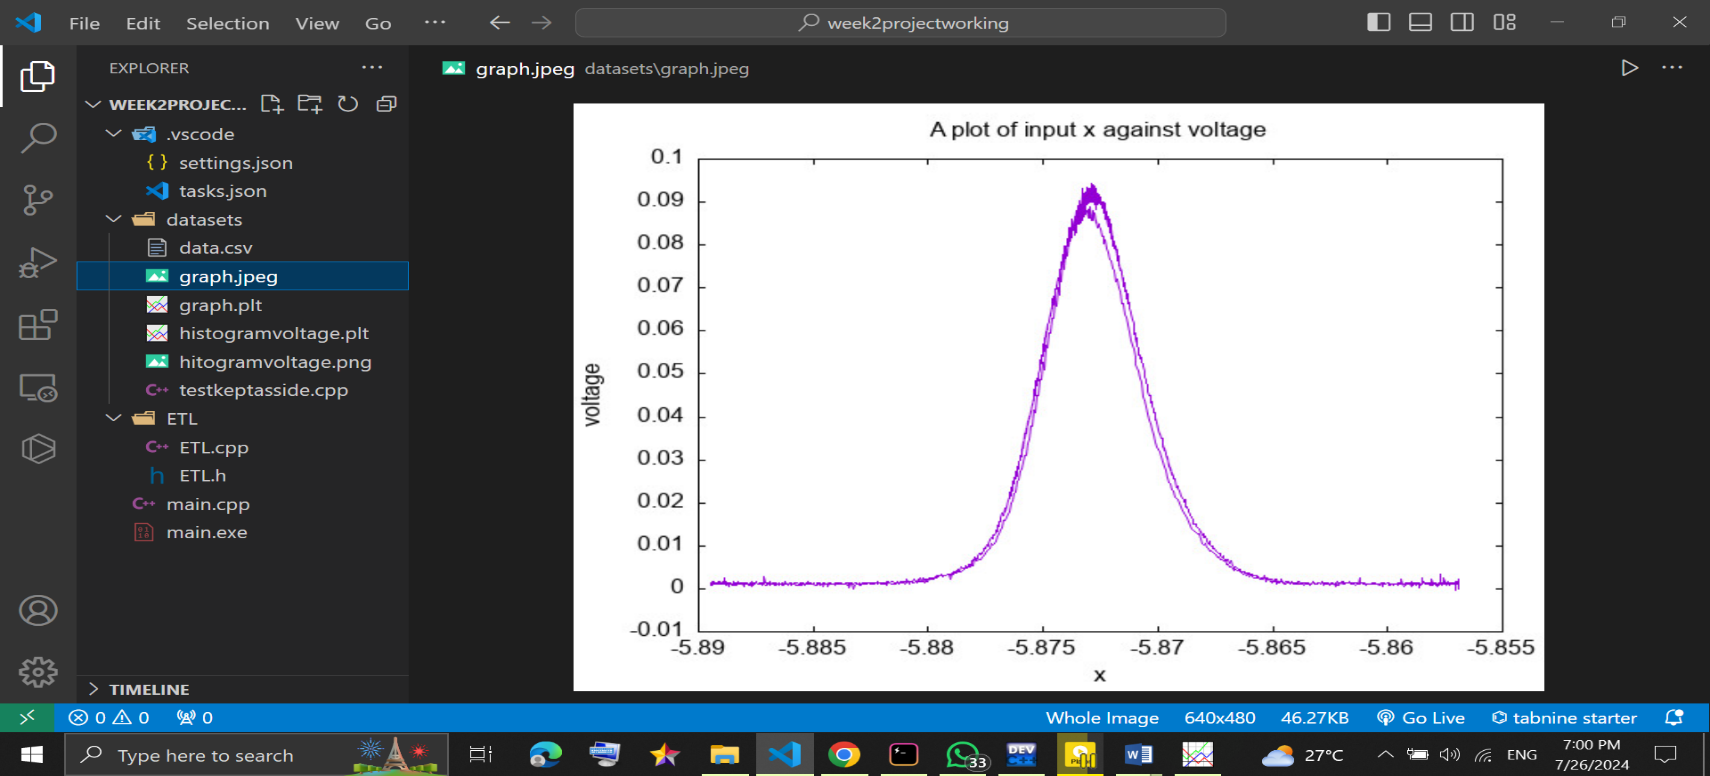 File Edit Selection View Go ··· week2projectworking
EXPLORER ···
WEEK2PROJEC...
.vscode
{ } settings.json
tasks.json
datasets
data.csv
graph.jpeg
graph.plt
histogramvoltage.plt
hitogramvoltage.png
C++ testkeptasside.cpp
ETL
C++ ETL.cpp
h ETL.h
C++ main.cpp
main.exe
TIMELINE
graph.jpeg datasets\graph.jpeg ···
A plot of input x against voltage
0.1
0.09
0.08
0.07
0.06
0.05
0.04
0.03
0.02
0.01
0
-0.01
voltage
-5.89 -5.885 -5.88 -5.875 -5.87 -5.865 -5.86 -5.855
x
0 0 0 Whole Image 640x480 46.27KB Go Live tabnine starter
Type here to search 33 DEV W 27°C ENG 7:00 PM
7/26/2024